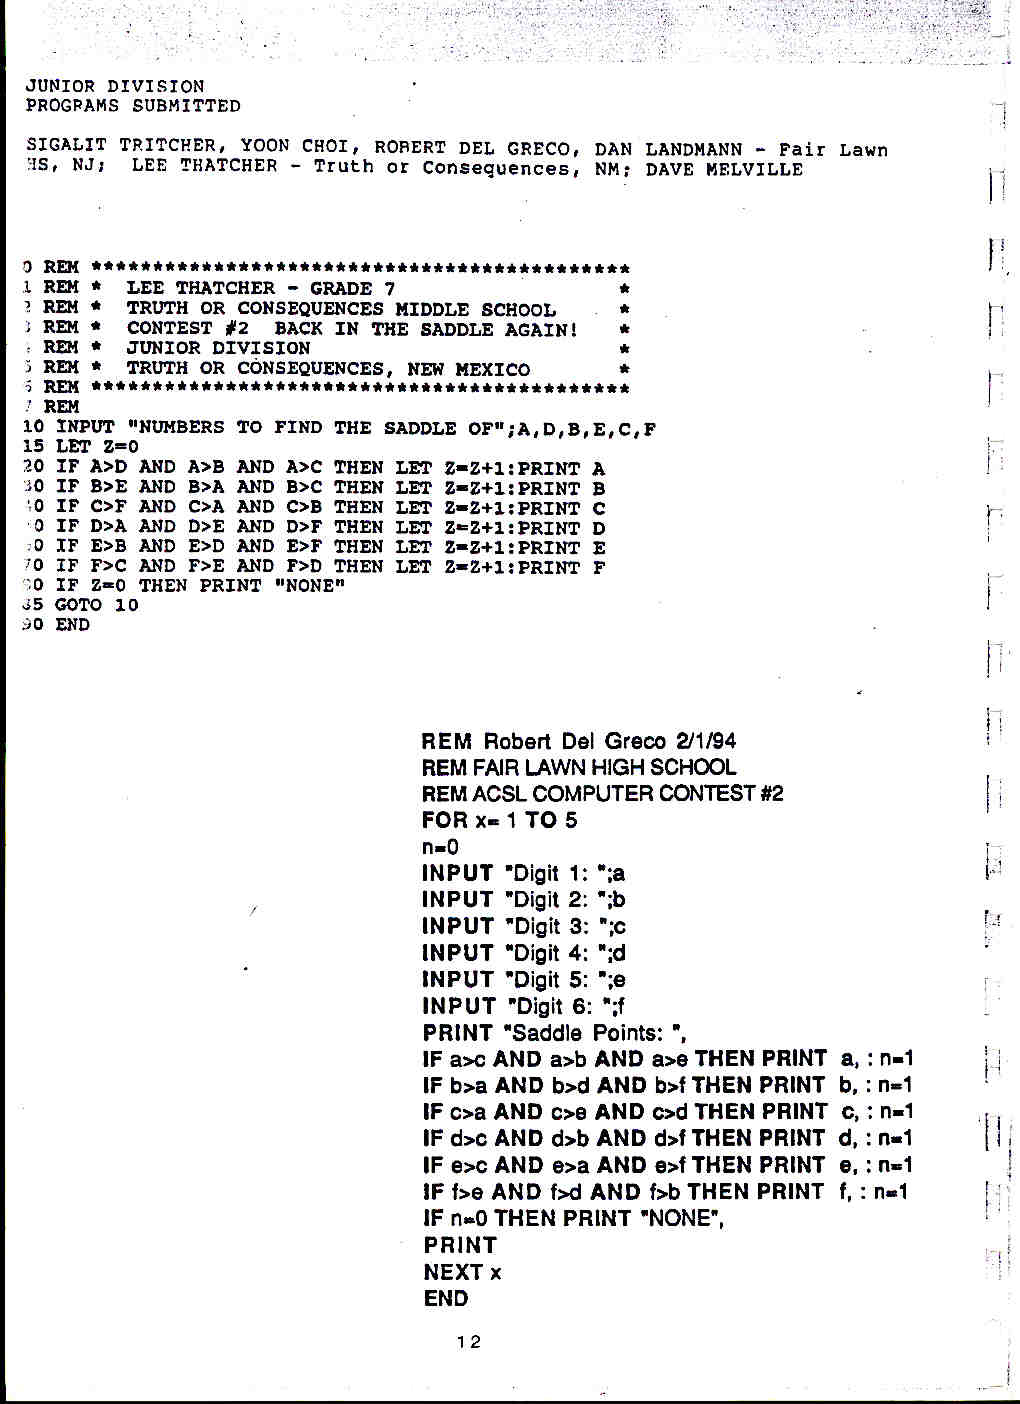 JUNIOR DIVISION
PROGRAMS SUBMITTED
SIGALIT TRITCHER, YOON CHOI, ROBERT DEL GRECO, DAN LANDMANN - Fair Lawn
HS, NJ; LEE THATCHER - Truth or Consequences, NM; DAVE MELVILLE
0 REM ********************************************
1 REM * LEE THATCHER - GRADE 7 *
2 REM * TRUTH OR CONSEQUENCES MIDDLE SCHOOL *
3 REM * CONTEST #2 BACK IN THE SADDLE AGAIN! *
4 REM * JUNIOR DIVISION *
5 REM * TRUTH OR CONSEQUENCES, NEW MEXICO *
6 REM ********************************************
7 REM
10 INPUT "NUMBERS TO FIND THE SADDLE OF";A,D,B,E,C,F
15 LET Z=0
20 IF A>D AND A>B AND A>C THEN LET Z=Z+1:PRINT A
30 IF B>E AND B>A AND B>C THEN LET Z=Z+1:PRINT B
40 IF C>F AND C>A AND C>B THEN LET Z=Z+1:PRINT C
50 IF D>A AND D>E AND D>F THEN LET Z=Z+1:PRINT D
60 IF E>B AND E>D AND E>F THEN LET Z=Z+1:PRINT E
70 IF F>C AND F>E AND F>D THEN LET Z=Z+1:PRINT F
80 IF Z=0 THEN PRINT "NONE"
85 GOTO 10
90 END
REM Robert Del Greco 2/1/94
REM FAIR LAWN HIGH SCHOOL
REM ACSL COMPUTER CONTEST #2
FOR x= 1 TO 5
n=0
INPUT "Digit 1: ";a
INPUT "Digit 2: ";b
INPUT "Digit 3: ";c
INPUT "Digit 4: ";d
INPUT "Digit 5: ";e
INPUT "Digit 6: ";f
PRINT "Saddle Points: ",
IF a>c AND a>b AND a>e THEN PRINT a, : n=1
IF b>a AND b>d AND b>f THEN PRINT b, : n=1
IF c>a AND c>e AND c>d THEN PRINT c, : n=1
IF d>c AND d>b AND d>f THEN PRINT d, : n=1
IF e>c AND e>a AND e>f THEN PRINT e, : n=1
IF f>e AND f>d AND f>b THEN PRINT f, : n=1
IF n=0 THEN PRINT "NONE",
PRINT
NEXT x
END
12